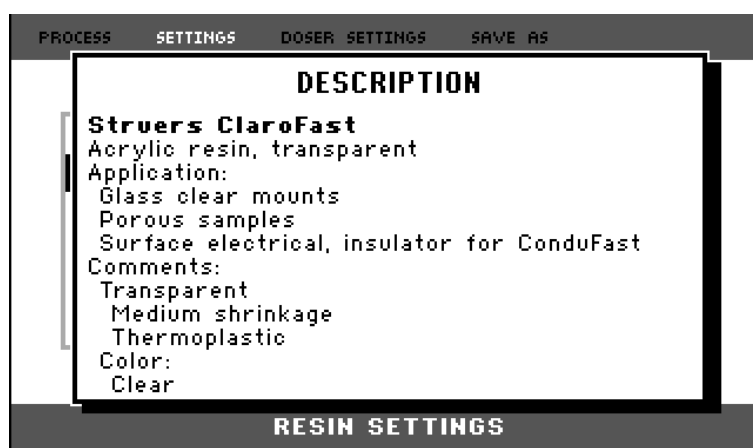 PROCESS SETTINGS DOSER SETTINGS SAVE AS
DESCRIPTION
Struers ClaroFast
Acrylic resin, transparent
Application:
Glass clear mounts
Porous samples
Surface electrical, insulator for ConduFast
Comments:
Transparent
Medium shrinkage
Thermoplastic
Color:
Clear
RESIN SETTINGS